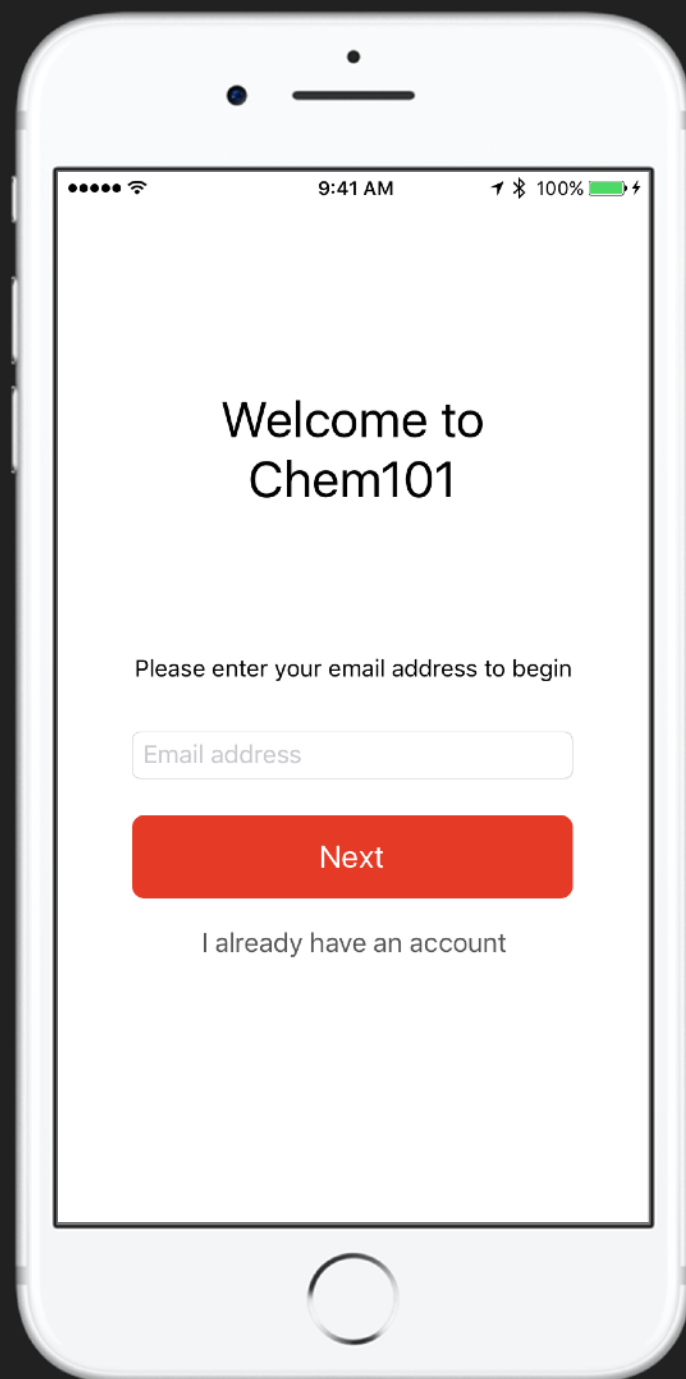 9:41 AM 100%
Welcome to
Chem101
Please enter your email address to begin
Email address
Next
I already have an account